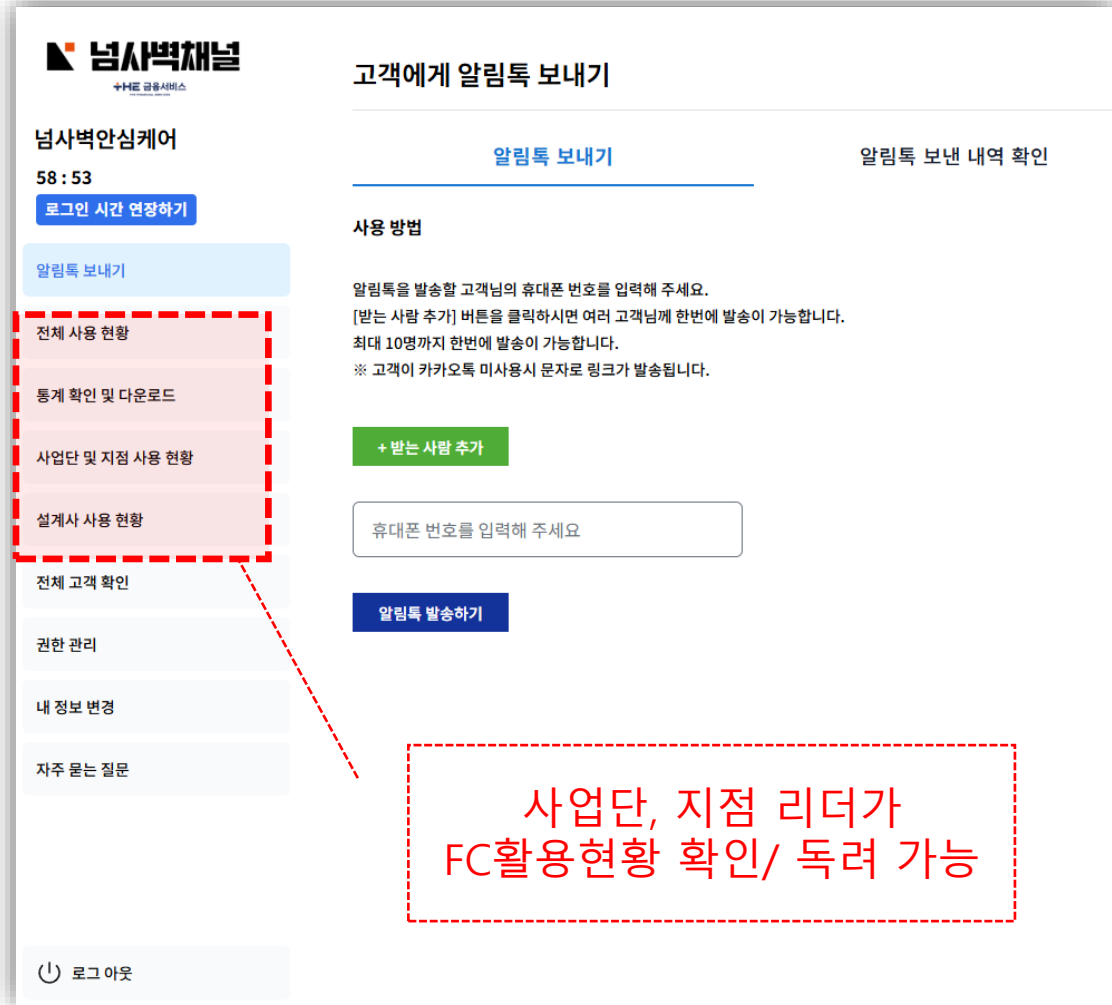 넘사벽채널
+HE 금융서비스
넘사벽안심케어
58 : 53
로그인 시간 연장하기
알림톡 보내기
전체 사용 현황
통계 확인 및 다운로드
사업단 및 지점 사용 현황
설계사 사용 현황
전체 고객 확인
권한 관리
내 정보 변경
자주 묻는 질문
로그 아웃
고객에게 알림톡 보내기
알림톡 보내기
알림톡 보낸 내역 확인
사용 방법
알림톡을 발송할 고객님의 휴대폰 번호를 입력해 주세요.
[받는 사람 추가] 버튼을 클릭하시면 여러 고객님께 한번에 발송이 가능합니다.
최대 10명까지 한번에 발송이 가능합니다.
※ 고객이 카카오톡 미사용시 문자로 링크가 발송됩니다.
+ 받는 사람 추가
휴대폰 번호를 입력해 주세요
알림톡 발송하기
사업단, 지점 리더가
FC활용현황 확인/ 독려 가능